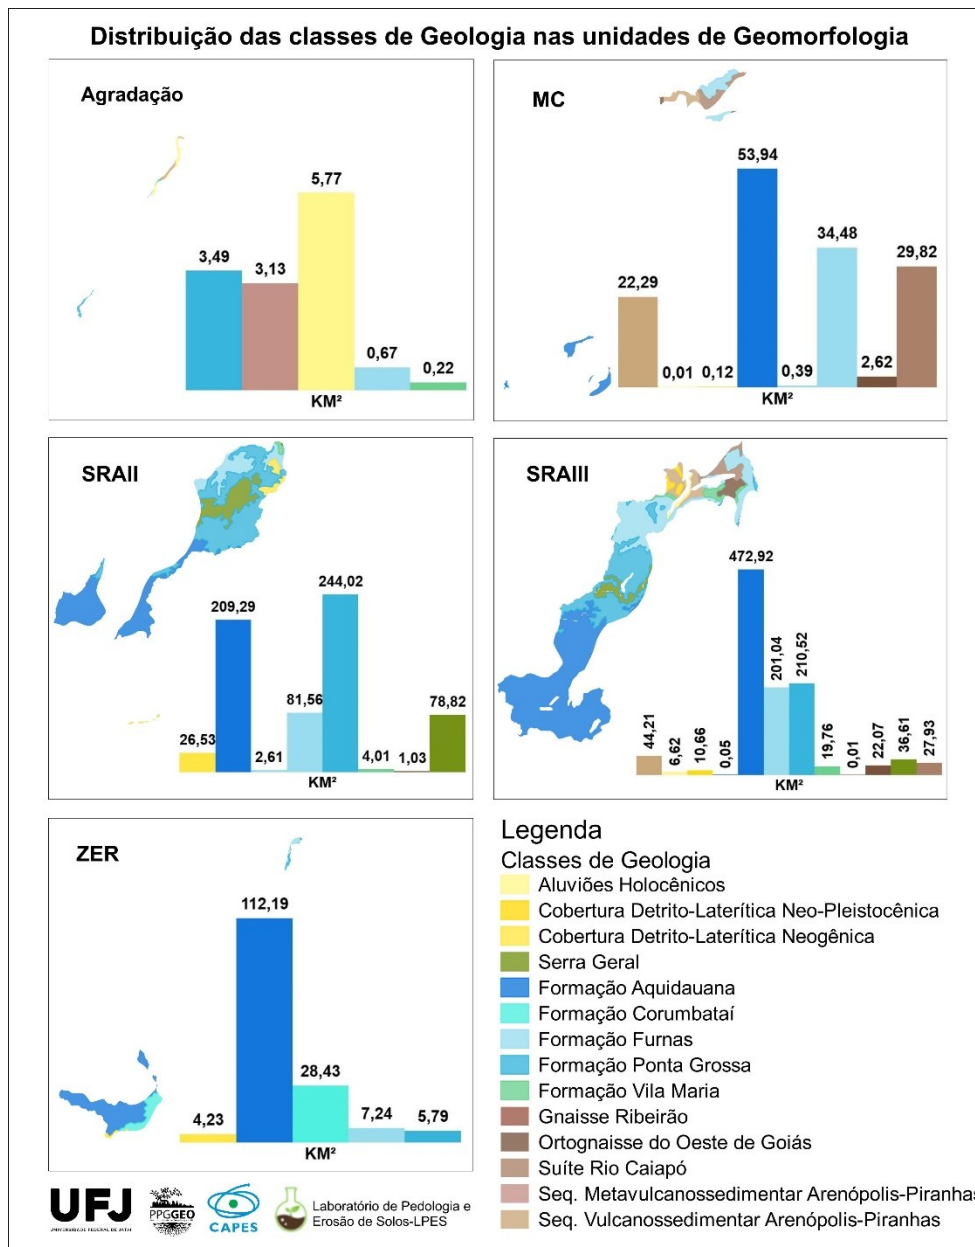 Distribuição das classes de Geologia nas unidades de Geomorfologia
Agradação
3,49
3,13
5,77
0,67
0,22
KM²
MC
22,29
0,01
0,12
53,94
0,39
34,48
2,62
29,82
KM²
SRAII
26,53
209,29
2,61
81,56
244,02
4,01
1,03
78,82
KM²
SRAIII
44,21
6,62
10,66
0,05
472,92
201,04
210,52
19,76
0,01
22,07
36,61
27,93
KM²
ZER
4,23
112,19
28,43
7,24
5,79
KM²
Legenda
Classes de Geologia
Aluviões Holocênicos
Cobertura Detrito-Laterítica Neo-Pleistocênica
Cobertura Detrito-Laterítica Neogênica
Serra Geral
Formação Aquidauana
Formação Corumbataí
Formação Furnas
Formação Ponta Grossa
Formação Vila Maria
Gnaisse Ribeirão
Ortognaisse do Oeste de Goiás
Suíte Rio Caiapó
Seq. Metavulcanossedimentar Arenópolis-Piranhas
Seq. Vulcanossedimentar Arenópolis-Piranhas
UFJ
UNIVERSIDADE FEDERAL DE JATAÍ
PPGGEO
CAPES
Laboratório de Pedologia e
Erosão de Solos-LPES